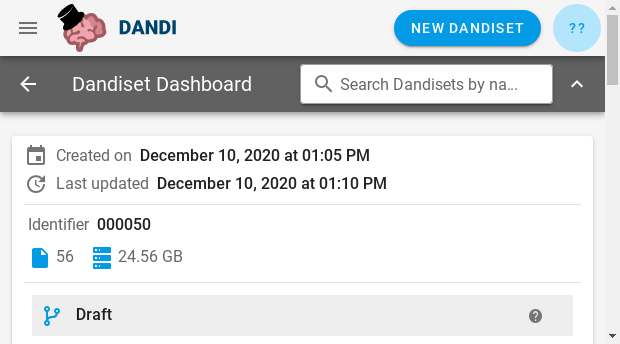 DANDI
NEW DANDISET
??
Dandiset Dashboard
Search Dandisets by na...
Created on December 10, 2020 at 01:05 PM
Last updated December 10, 2020 at 01:10 PM
Identifier 000050
56 24.56 GB
Draft